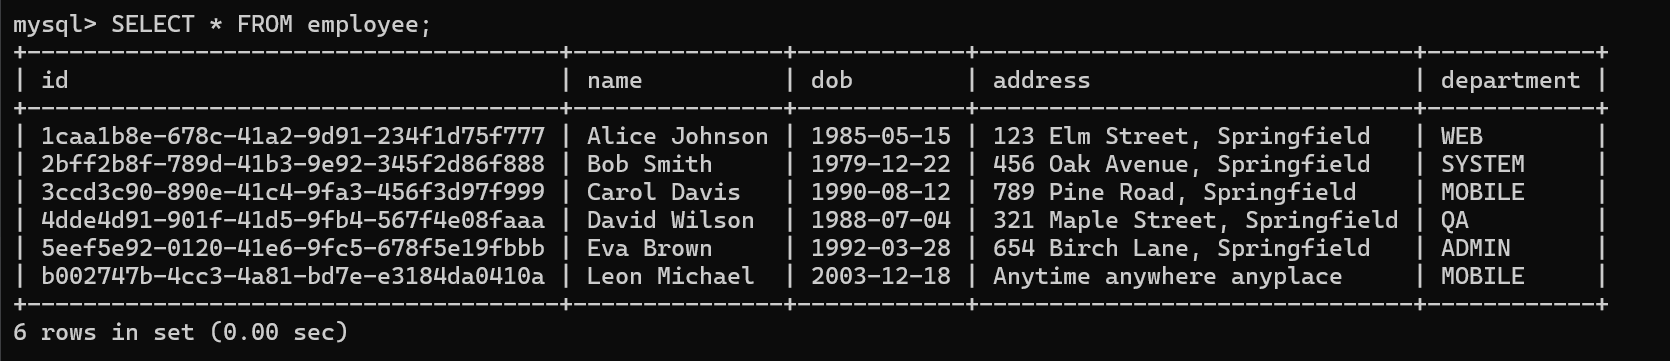 mysql> SELECT * FROM employee;
+--------------------------------------+---------------+------------+-----------------------------+------------+
| id                                   | name          | dob        | address                     | department |
+--------------------------------------+---------------+------------+-----------------------------+------------+
| 1caa1b8e-678c-41a2-9d91-234f1d75f777 | Alice Johnson | 1985-05-15 | 123 Elm Street, Springfield | WEB        |
| 2bff2b8f-789d-41b3-9e92-345f2d86f888 | Bob Smith     | 1979-12-22 | 456 Oak Avenue, Springfield | SYSTEM     |
| 3ccd3c90-890e-41c4-9fa3-456f3d97f999 | Carol Davis   | 1990-08-12 | 789 Pine Road, Springfield  | MOBILE     |
| 4dde4d91-901f-41d5-9fb4-567f4e08faaa | David Wilson  | 1988-07-04 | 321 Maple Street, Springfield | QA         |
| 5eef5e92-0120-41e6-9fc5-678f5e19fbbb | Eva Brown     | 1992-03-28 | 654 Birch Lane, Springfield | ADMIN      |
| b002747b-4cc3-4a81-bd7e-e3184da0410a | Leon Michael  | 2003-12-18 | Anytime anywhere anyplace   | MOBILE     |
+--------------------------------------+---------------+------------+-----------------------------+------------+
6 rows in set (0.00 sec)